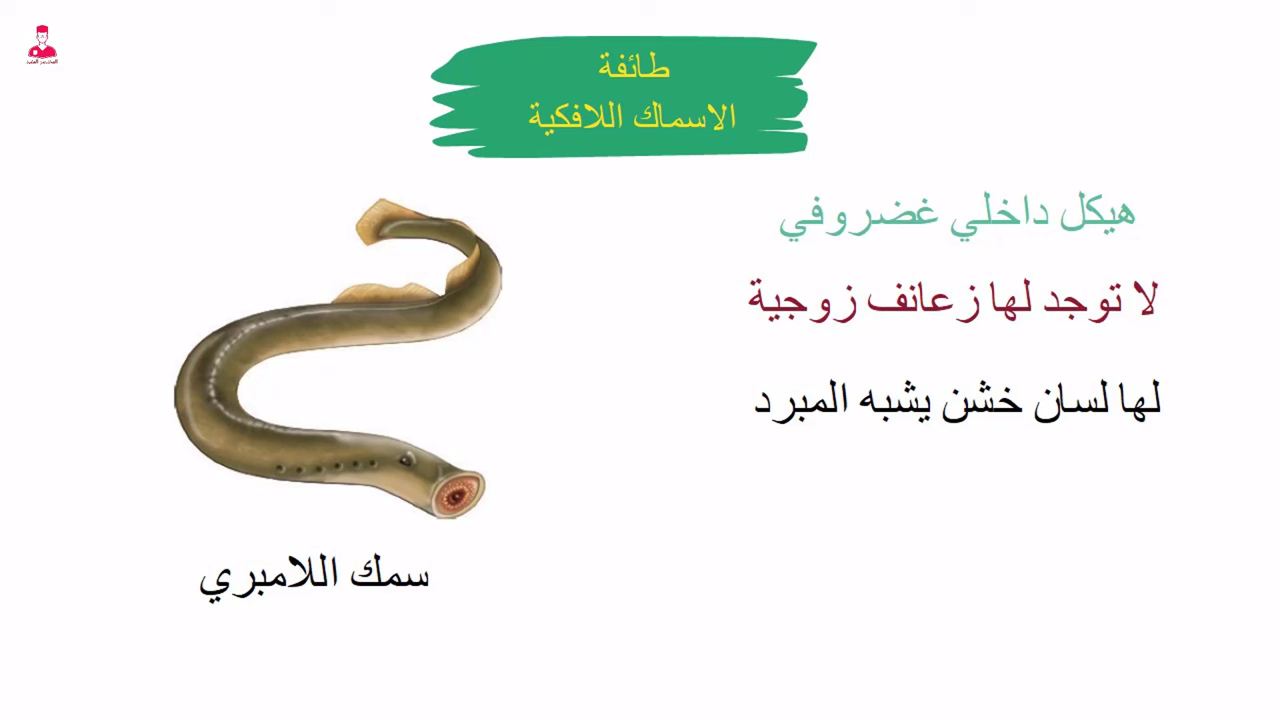 طائفة
الاسماك اللافكية
هيكل داخلي غضروفي
لا توجد لها زعانف زوجية
لها لسان خشن يشبه المبرد
سمك اللامبري